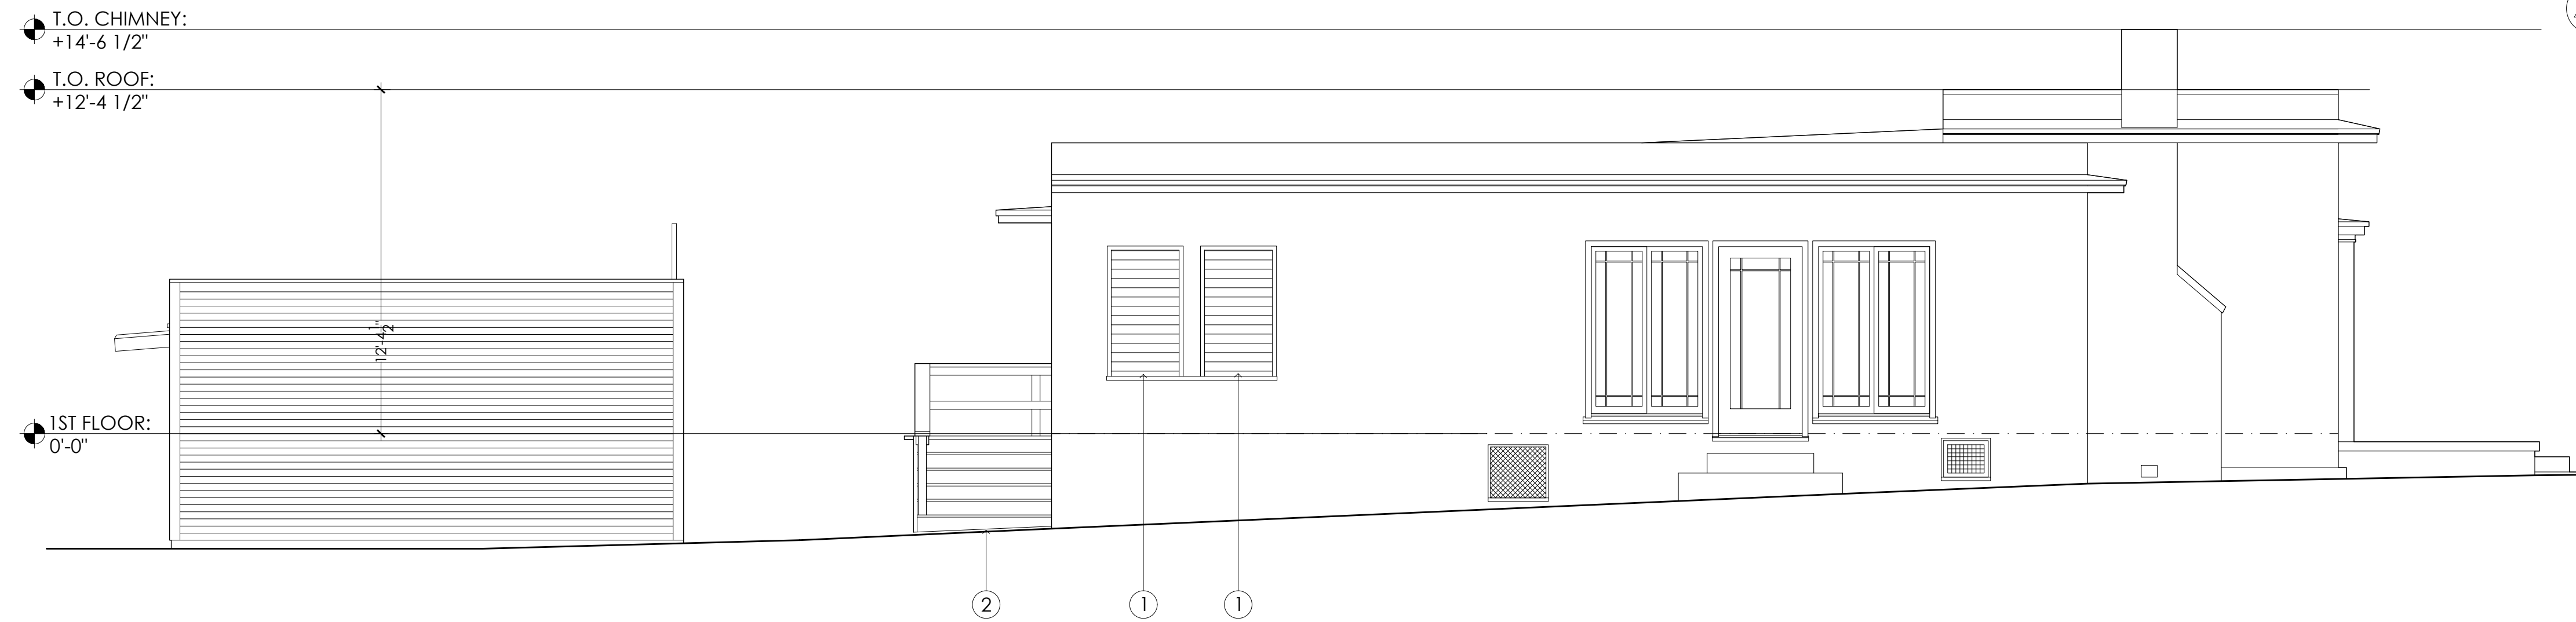 T.O. CHIMNEY:
+14'-6 1/2"
T.O. ROOF:
+12'-4 1/2"
12'-4 1/2"
1ST FLOOR:
0'-0"
2
1
1